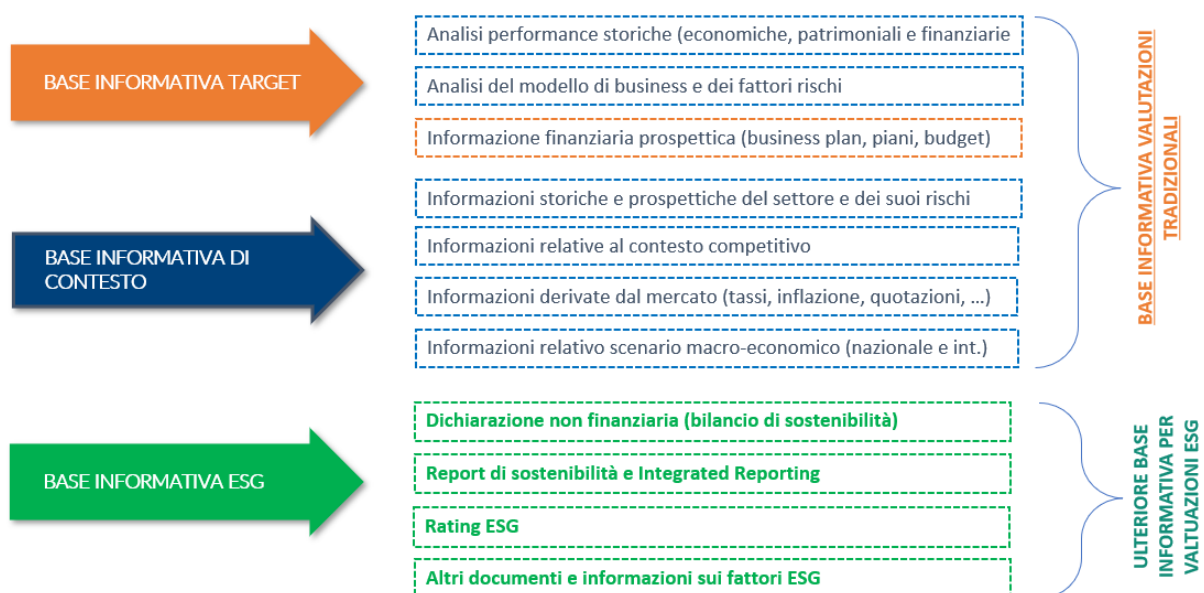 BASE INFORMATIVA TARGET
Analisi performance storiche (economiche, patrimoniali e finanziarie
Analisi del modello di business e dei fattori rischi
Informazione finanziaria prospettica (business plan, piani, budget)
BASE INFORMATIVA DI
CONTESTO
Informazioni storiche e prospettiche del settore e dei suoi rischi
Informazioni relative al contesto competitivo
Informazioni derivate dal mercato (tassi, inflazione, quotazioni, ...)
Informazioni relativo scenario macro-economico (nazionale e int.)
BASE INFORMATIVA VALUTAZIONI
TRADIZIONALI
BASE INFORMATIVA ESG
Dichiarazione non finanziaria (bilancio di sostenibilità)
Report di sostenibilità e Integrated Reporting
Rating ESG
Altri documenti e informazioni sui fattori ESG
ULTERIORE BASE
INFORMATIVA PER
VALTUAZIONI ESG